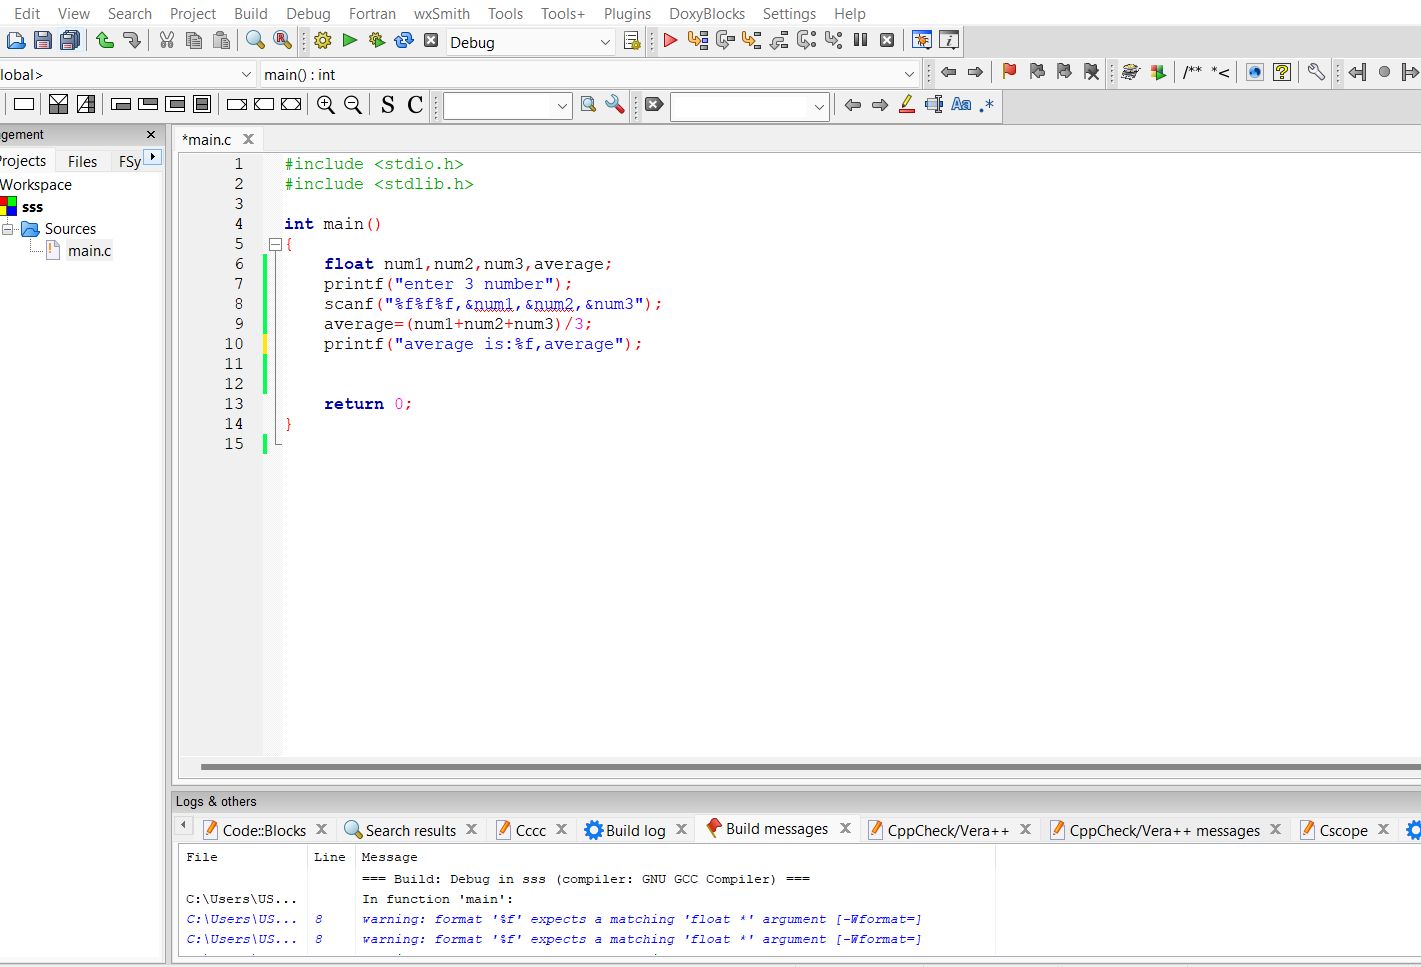 Edit View Search Project Build Debug Fortran wxSmith Tools Tools+ Plugins DoxyBlocks Settings Help
Debug
lobal> main() : int
/** *<
S C Aa .*
gement
*main.c
rojects Files FSy
Workspace
sss
Sources
main.c
1 #include <stdio.h>
2 #include <stdlib.h>
3
4 int main()
5 {
6 float num1,num2,num3,average;
7 printf("enter 3 number");
8 scanf("%f%f%f,&num1,&num2,&num3");
9 average=(num1+num2+num3)/3;
10 printf("average is:%f,average");
11
12
13 return 0;
14 }
15
Logs & others
Code::Blocks Search results Cccc Build log Build messages CppCheck/Vera++ CppCheck/Vera++ messages Cscope
File Line Message
=== Build: Debug in sss (compiler: GNU GCC Compiler) ===
C:\Users\US... In function 'main':
C:\Users\US... 8 warning: format '%f' expects a matching 'float *' argument [-Wformat=]
C:\Users\US... 8 warning: format '%f' expects a matching 'float *' argument [-Wformat=]